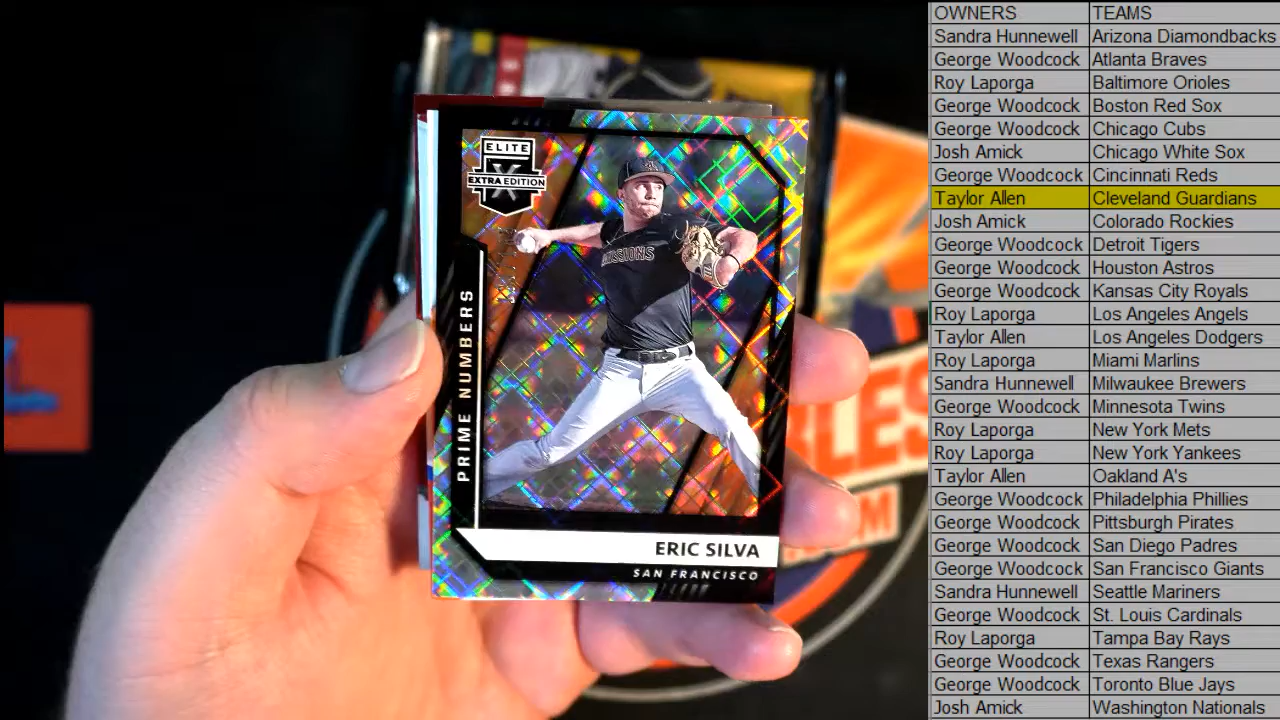 ELITE
X
EXTRA EDITION
MISSIONS
PRIME NUMBERS
ERIC SILVA
SAN FRANCISCO
BLES
OWNERS TEAMS
Sandra Hunnewell Arizona Diamondbacks
George Woodcock Atlanta Braves
Roy Laporga Baltimore Orioles
George Woodcock Boston Red Sox
George Woodcock Chicago Cubs
Josh Amick Chicago White Sox
George Woodcock Cincinnati Reds
Taylor Allen Cleveland Guardians
Josh Amick Colorado Rockies
George Woodcock Detroit Tigers
George Woodcock Houston Astros
George Woodcock Kansas City Royals
Roy Laporga Los Angeles Angels
Taylor Allen Los Angeles Dodgers
Roy Laporga Miami Marlins
Sandra Hunnewell Milwaukee Brewers
George Woodcock Minnesota Twins
Roy Laporga New York Mets
Roy Laporga New York Yankees
Taylor Allen Oakland A's
George Woodcock Philadelphia Phillies
George Woodcock Pittsburgh Pirates
George Woodcock San Diego Padres
George Woodcock San Francisco Giants
Sandra Hunnewell Seattle Mariners
George Woodcock St. Louis Cardinals
Roy Laporga Tampa Bay Rays
George Woodcock Texas Rangers
George Woodcock Toronto Blue Jays
Josh Amick Washington Nationals